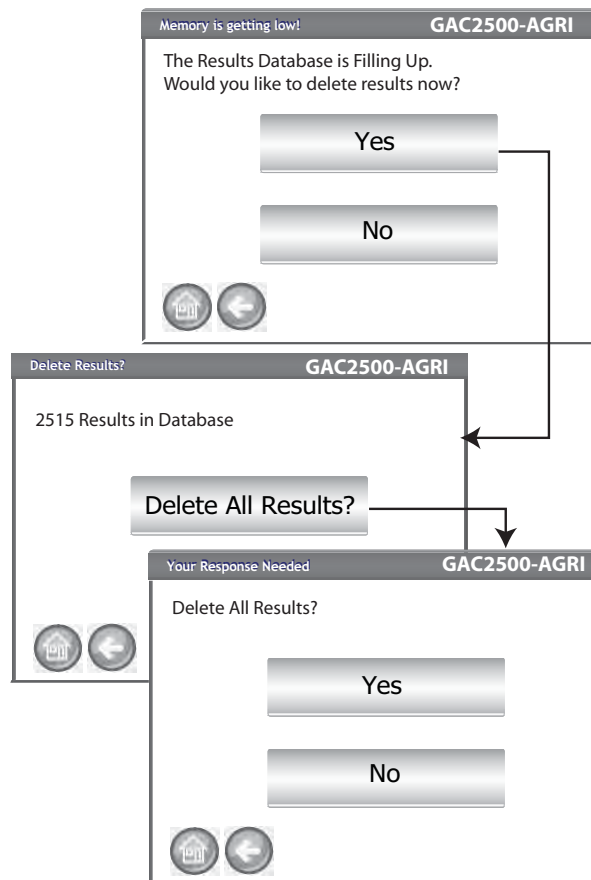 Memory is getting low! GAC2500-AGRI
The Results Database is Filling Up.
Would you like to delete results now?
Yes
No
Delete Results? GAC2500-AGRI
2515 Results in Database
Delete All Results?
Your Response Needed GAC2500-AGRI
Delete All Results?
Yes
No